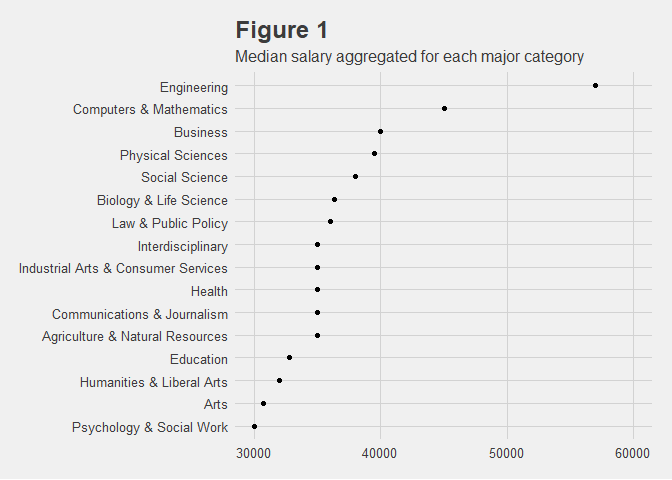 Figure 1
Median salary aggregated for each major category
Engineering
Computers & Mathematics
Business
Physical Sciences
Social Science
Biology & Life Science
Law & Public Policy
Interdisciplinary
Industrial Arts & Consumer Services
Health
Communications & Journalism
Agriculture & Natural Resources
Education
Humanities & Liberal Arts
Arts
Psychology & Social Work
30000 40000 50000 60000